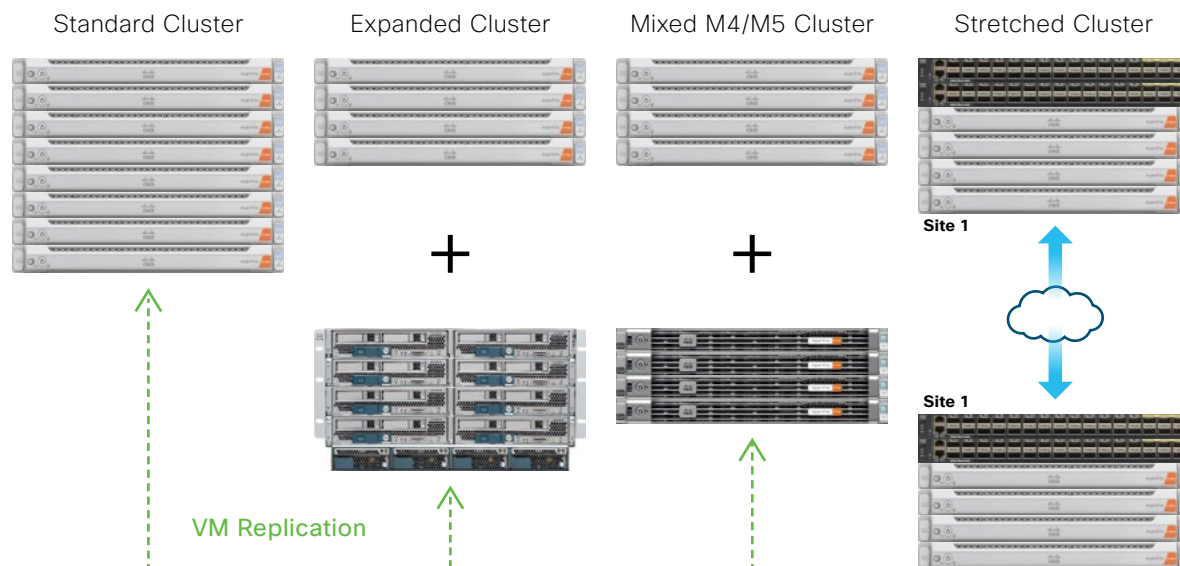 Standard Cluster
Expanded Cluster
Mixed M4/M5 Cluster
Stretched Cluster
Site 1
Site 1
VM Replication